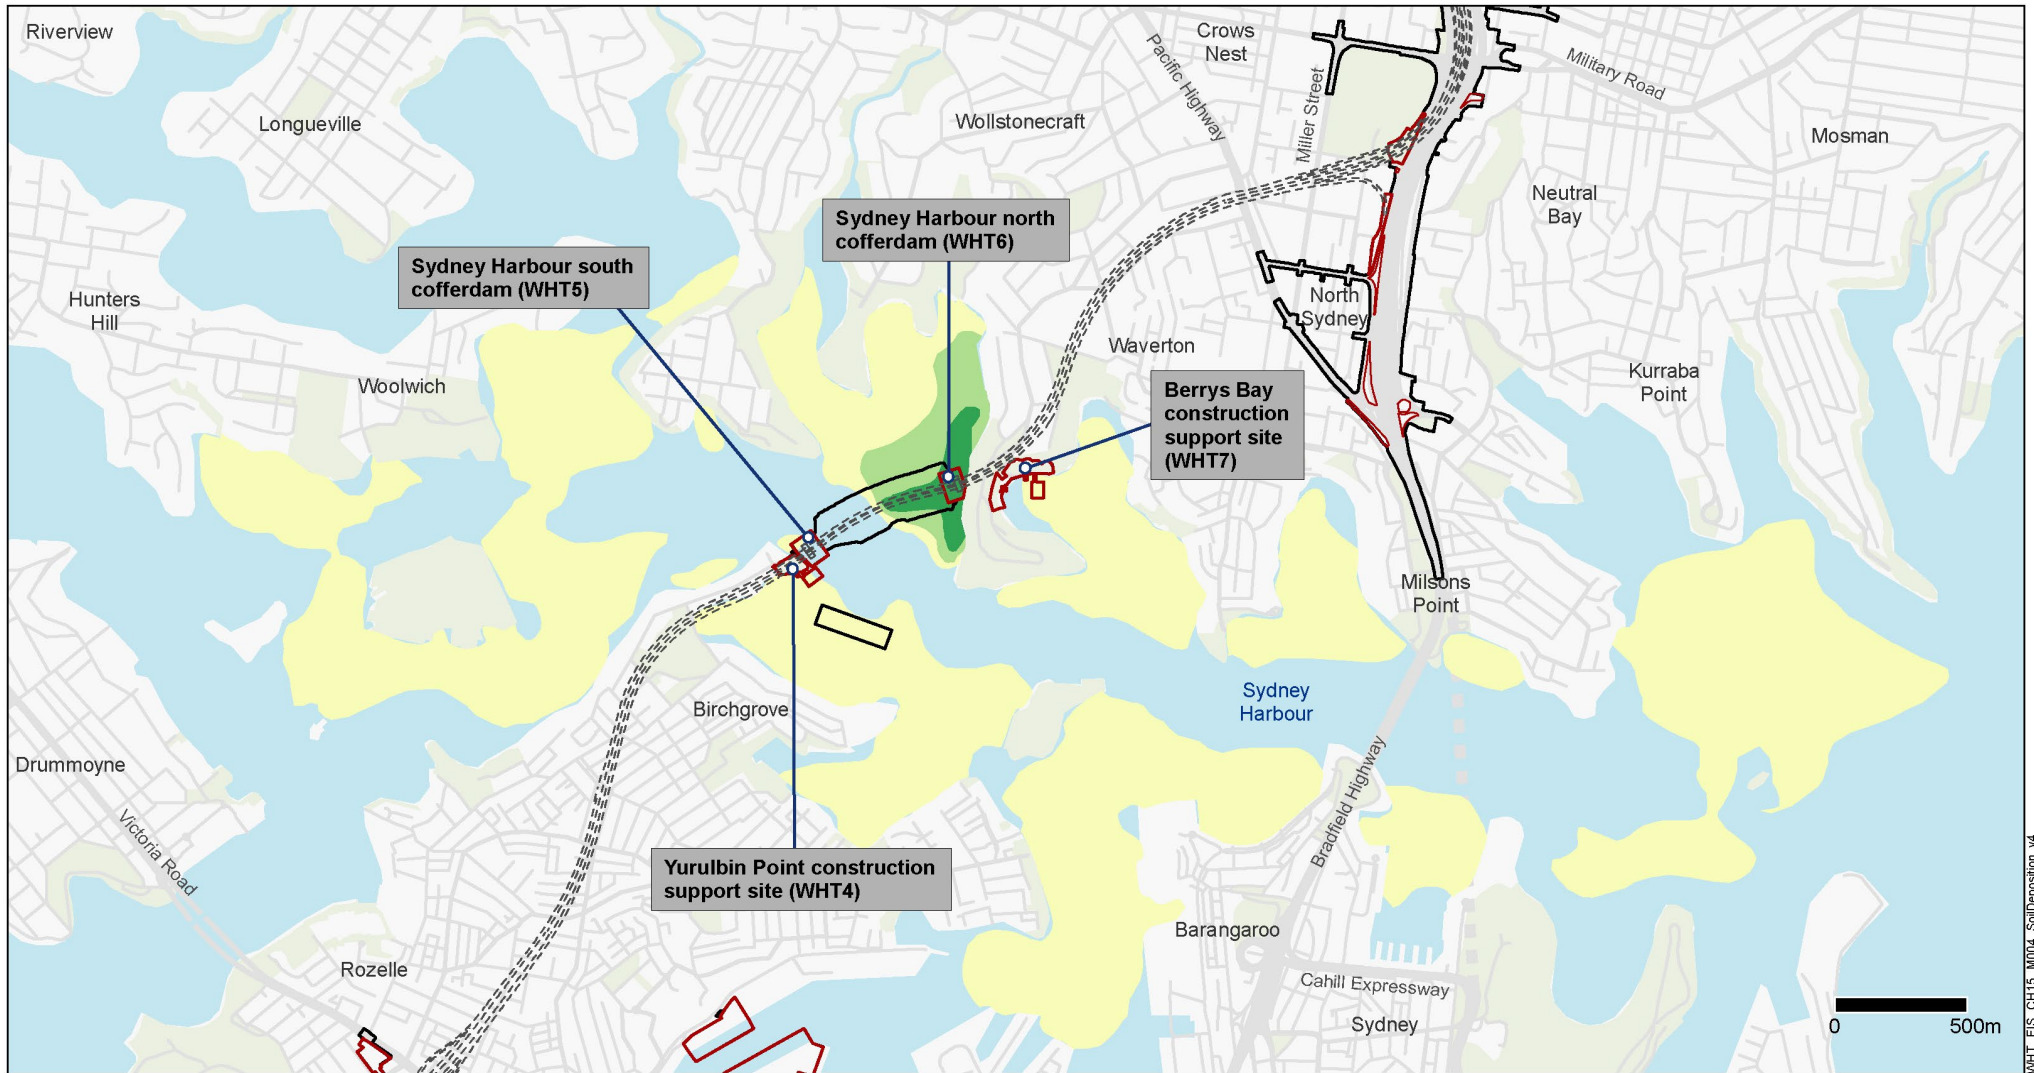 Riverview
Crows
Nest
Military Road
Pacific Highway
Miller Street
Longueville
Wollstonecraft
Mosman
Neutral
Bay
Sydney Harbour north
cofferdam (WHT6)
Sydney Harbour south
cofferdam (WHT5)
Hunters
Hill
North
Sydney
Waverton
Woolwich
Kurraba
Point
Berrys Bay
construction
support site
(WHT7)
Milsons
Point
Sydney
Harbour
Birchgrove
Drummoyne
Victoria Road
Bradfield Highway
Yurulbin Point construction
support site (WHT4)
Barangaroo
Rozelle
Cahill Expressway
Sydney
0 500m
WHT_EIS_CH15_M004_SoilDeposition_v4